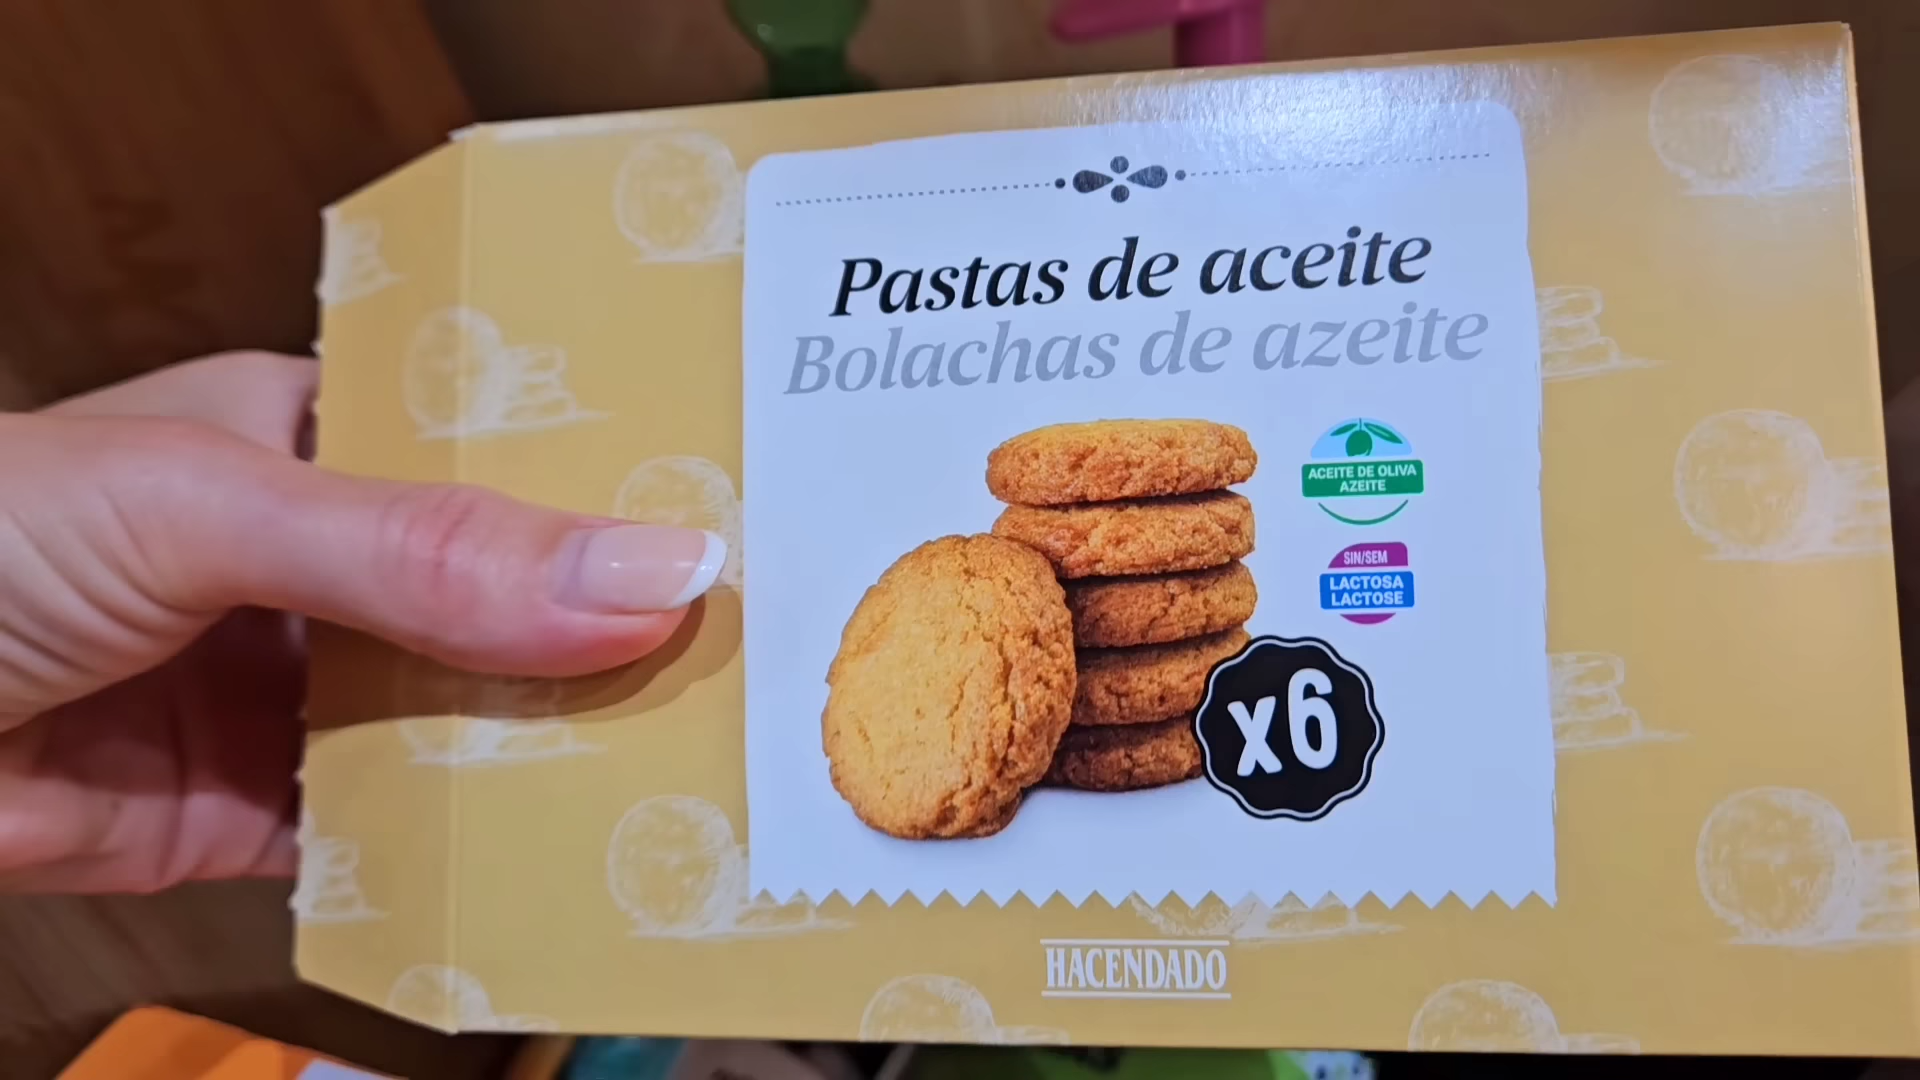 Pastas de aceite
Bolachas de azeite
ACEITE DE OLIVA
AZEITE
SIN/SEM
LACTOSA
LACTOSE
x6
HACENDADO